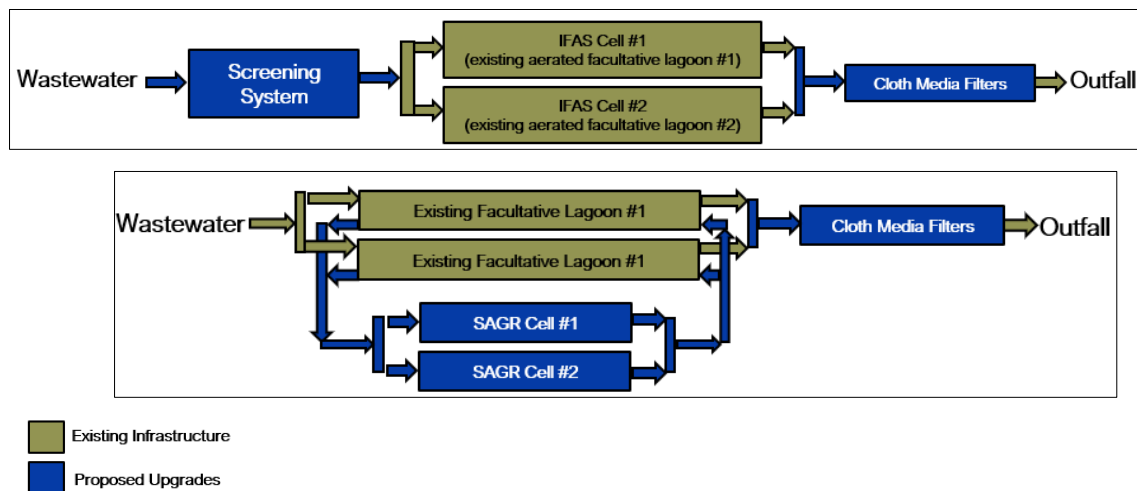 Wastewater
Screening
System
IFAS Cell #1
(existing aerated facultative lagoon #1)
IFAS Cell #2
(existing aerated facultative lagoon #2)
Cloth Media Filters
Outfall
Wastewater
Existing Facultative Lagoon #1
Existing Facultative Lagoon #1
SAGR Cell #1
SAGR Cell #2
Cloth Media Filters
Outfall
Existing Infrastructure
Proposed Upgrades